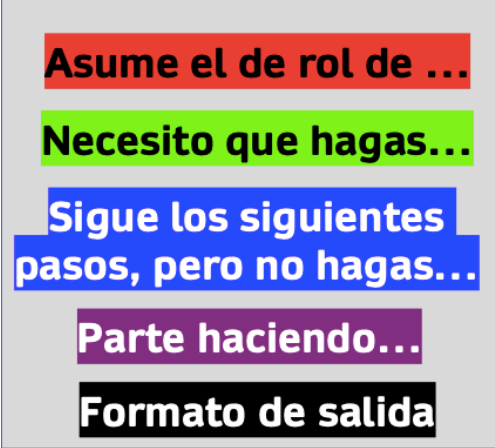 Asume el de rol de ...
Necesito que hagas...
Sigue los siguientes
pasos, pero no hagas...
Parte haciendo...
Formato de salida